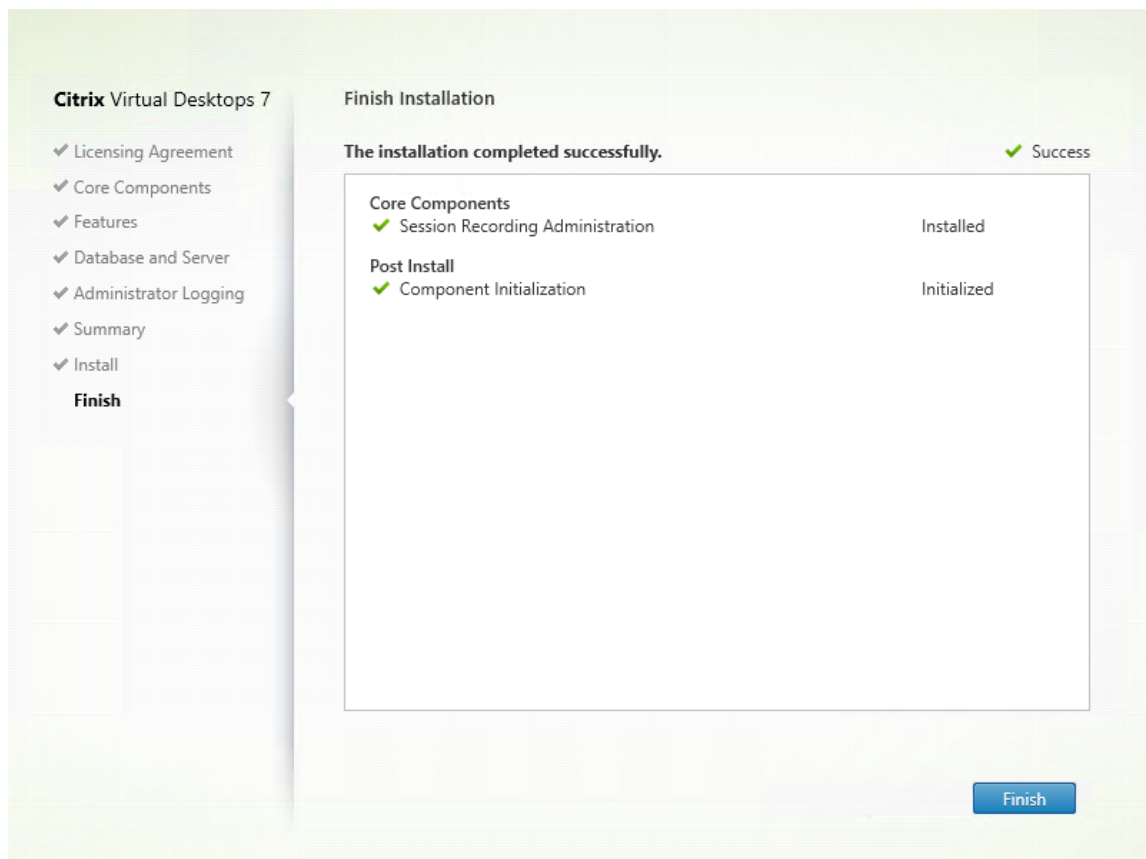 Citrix Virtual Desktops 7
Licensing Agreement
Core Components
Features
Database and Server
Administrator Logging
Summary
Install
Finish
Finish Installation
The installation completed successfully.
Success
Core Components
Session Recording Administration Installed
Post Install
Component Initialization Initialized
Finish